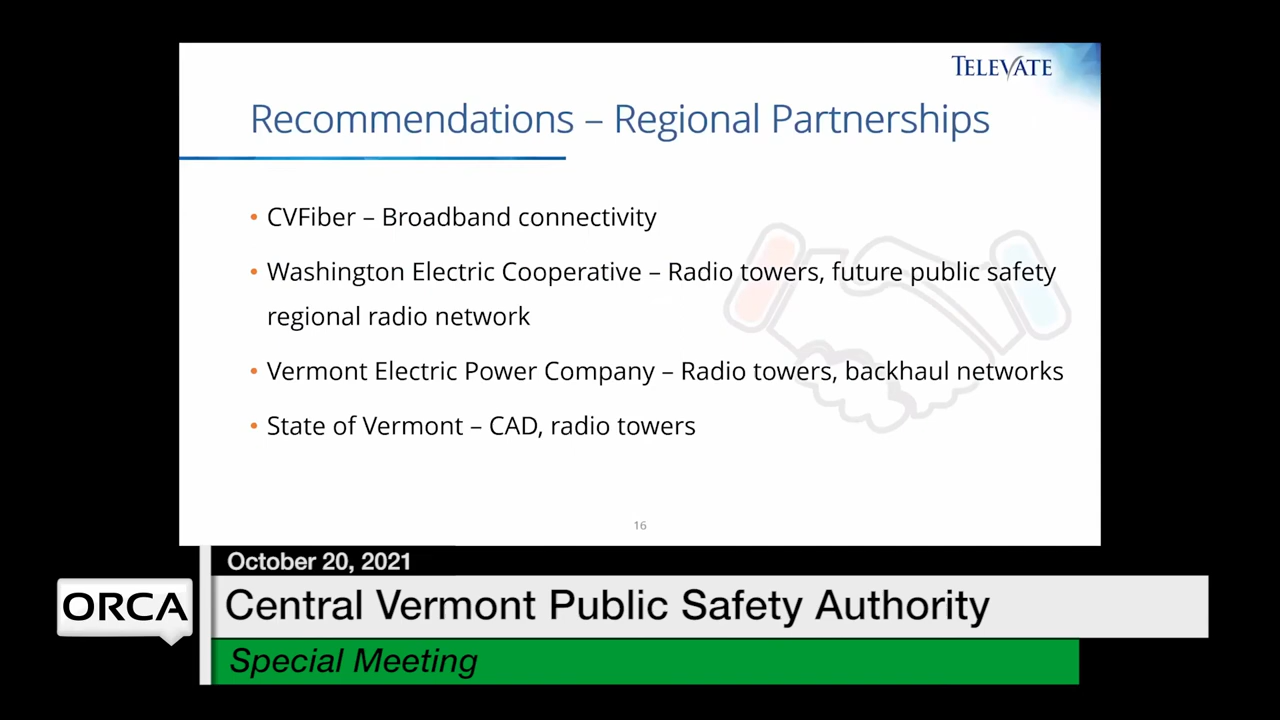 TELEVATE
Recommendations – Regional Partnerships
• CVFiber – Broadband connectivity
• Washington Electric Cooperative – Radio towers, future public safety
regional radio network
• Vermont Electric Power Company – Radio towers, backhaul networks
• State of Vermont – CAD, radio towers
16
October 20, 2021
ORCA
Central Vermont Public Safety Authority
Special Meeting